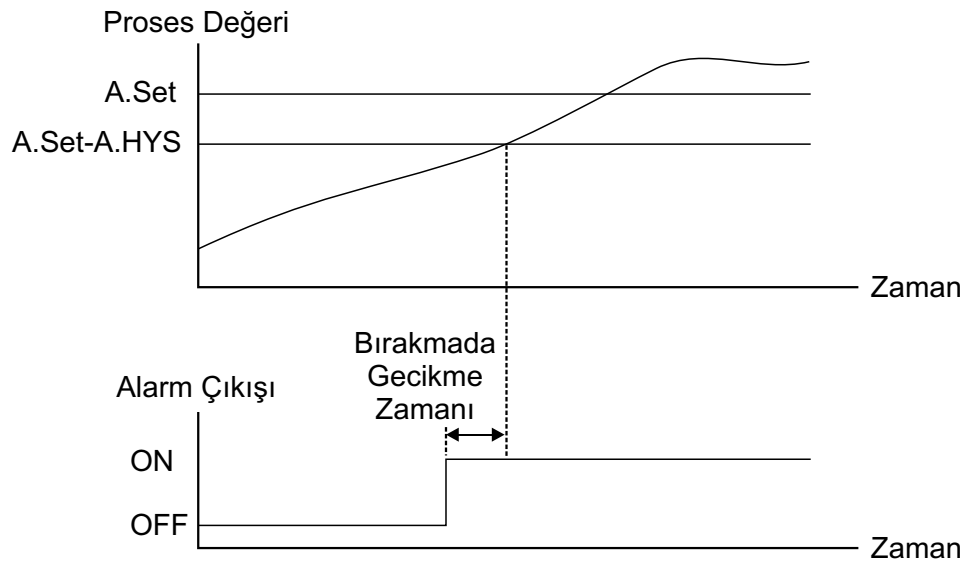 Proses Değeri
A.Set
A.Set-A.HYS
Zaman
Bırakmada
Gecikme
Zamanı
Alarm Çıkışı
ON
OFF
Zaman